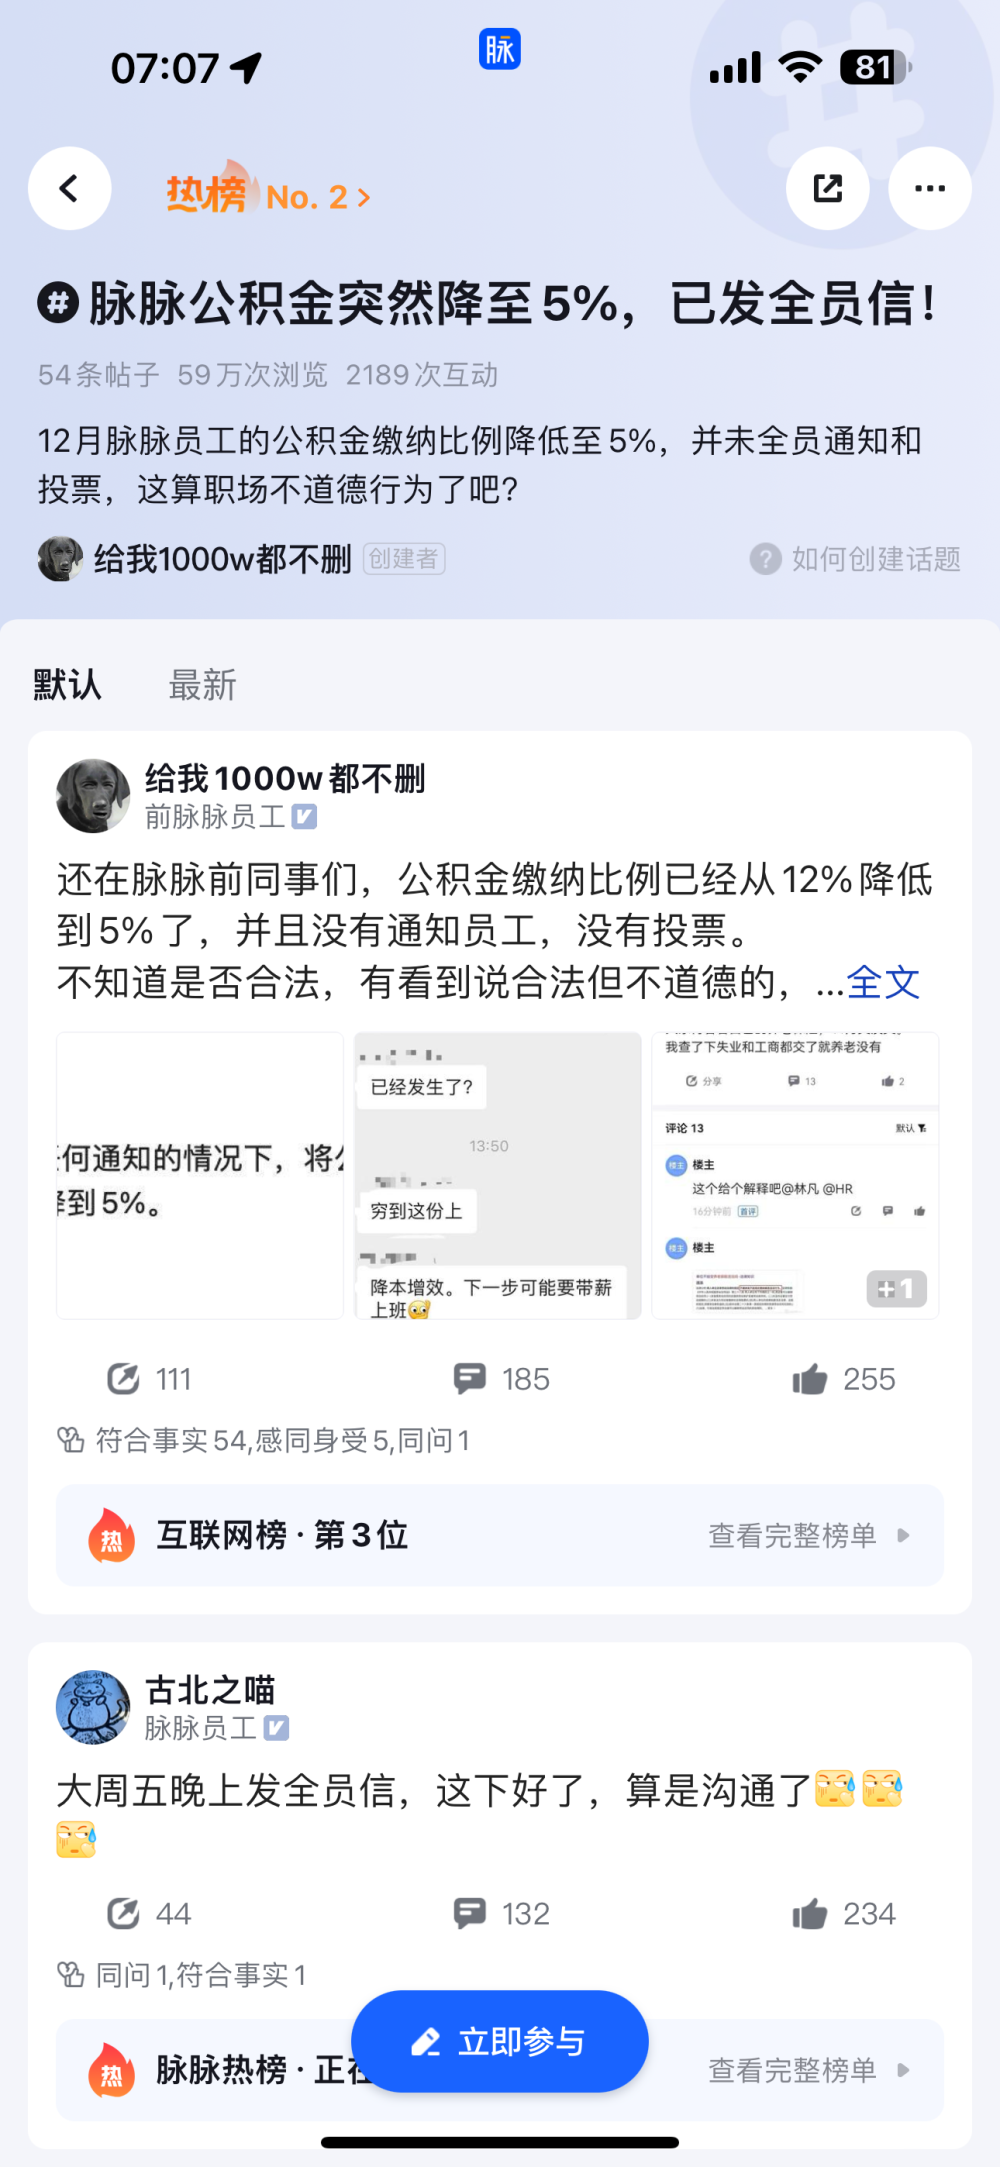 07:07
脉
81
热榜 No. 2 >
# 脉脉公积金突然降至5%，已发全员信！
54条帖子 59万次浏览 2189次互动
12月脉脉员工的公积金缴纳比例降低至5%，并未全员通知和
投票，这算职场不道德行为了吧？
给我1000w都不删 创建者
? 如何创建话题
默认 最新
给我1000w都不删
前脉脉员工
还在脉脉前同事们，公积金缴纳比例已经从12%降低
到5%了，并且没有通知员工，没有投票。
不知道是否合法，有看到说合法但不道德的，...全文
何通知的情况下，将
到5%。
已经发生了？
13:50
穷到这份上
降本增效。下一步可能要带薪
上班
我查了下失业和工商都交了就养老没有
分享 13 2
评论 13 默认
楼主 楼主
这个给个解释吧@林凡 @HR
16分钟前 首评
楼主 楼主
+1
111 185 255
符合事实54,感同身受5,同问1
热 互联网榜 · 第3位 查看完整榜单
古北之喵
脉脉员工
大周五晚上发全员信，这下好了，算是沟通了
44 132 234
同问1,符合事实1
热 脉脉热榜 · 正在 查看完整榜单
立即参与